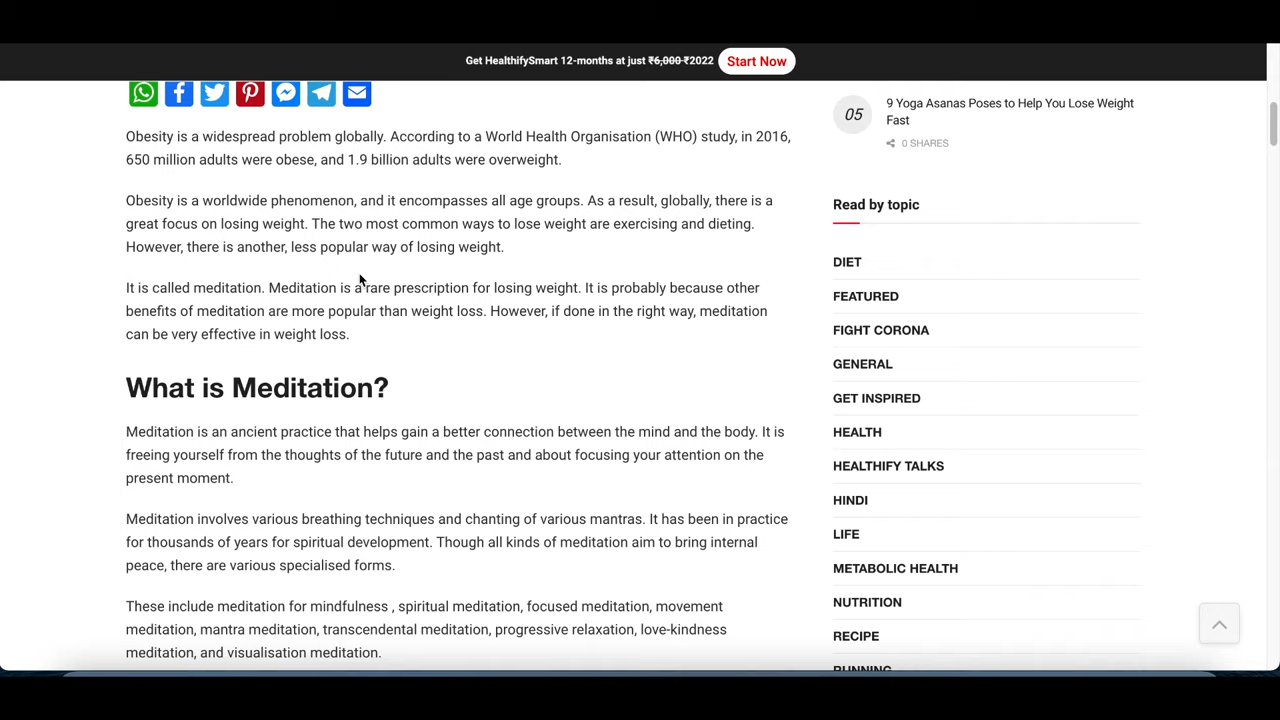 Get HealthifySmart 12-months at just ₹6,000 ₹2022 Start Now
Obesity is a widespread problem globally. According to a World Health Organisation (WHO) study, in 2016,
650 million adults were obese, and 1.9 billion adults were overweight.
Obesity is a worldwide phenomenon, and it encompasses all age groups. As a result, globally, there is a
great focus on losing weight. The two most common ways to lose weight are exercising and dieting.
However, there is another, less popular way of losing weight.
It is called meditation. Meditation is a rare prescription for losing weight. It is probably because other
benefits of meditation are more popular than weight loss. However, if done in the right way, meditation
can be very effective in weight loss.
What is Meditation?
Meditation is an ancient practice that helps gain a better connection between the mind and the body. It is
freeing yourself from the thoughts of the future and the past and about focusing your attention on the
present moment.
Meditation involves various breathing techniques and chanting of various mantras. It has been in practice
for thousands of years for spiritual development. Though all kinds of meditation aim to bring internal
peace, there are various specialised forms.
These include meditation for mindfulness , spiritual meditation, focused meditation, movement
meditation, mantra meditation, transcendental meditation, progressive relaxation, love-kindness
meditation, and visualisation meditation.
05
9 Yoga Asanas Poses to Help You Lose Weight
Fast
0 SHARES
Read by topic
DIET
FEATURED
FIGHT CORONA
GENERAL
GET INSPIRED
HEALTH
HEALTHIFY TALKS
HINDI
LIFE
METABOLIC HEALTH
NUTRITION
RECIPE
RUNNING